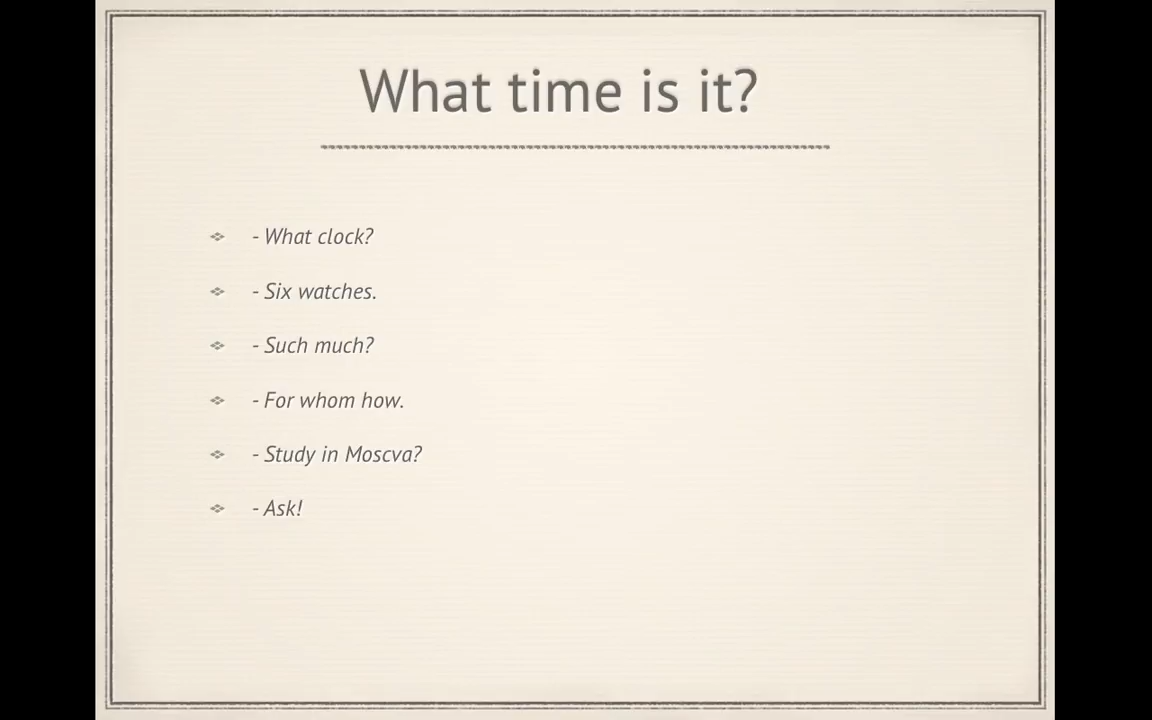 What time is it?
- What clock?
- Six watches.
- Such much?
- For whom how.
- Study in Moscva?
- Ask!